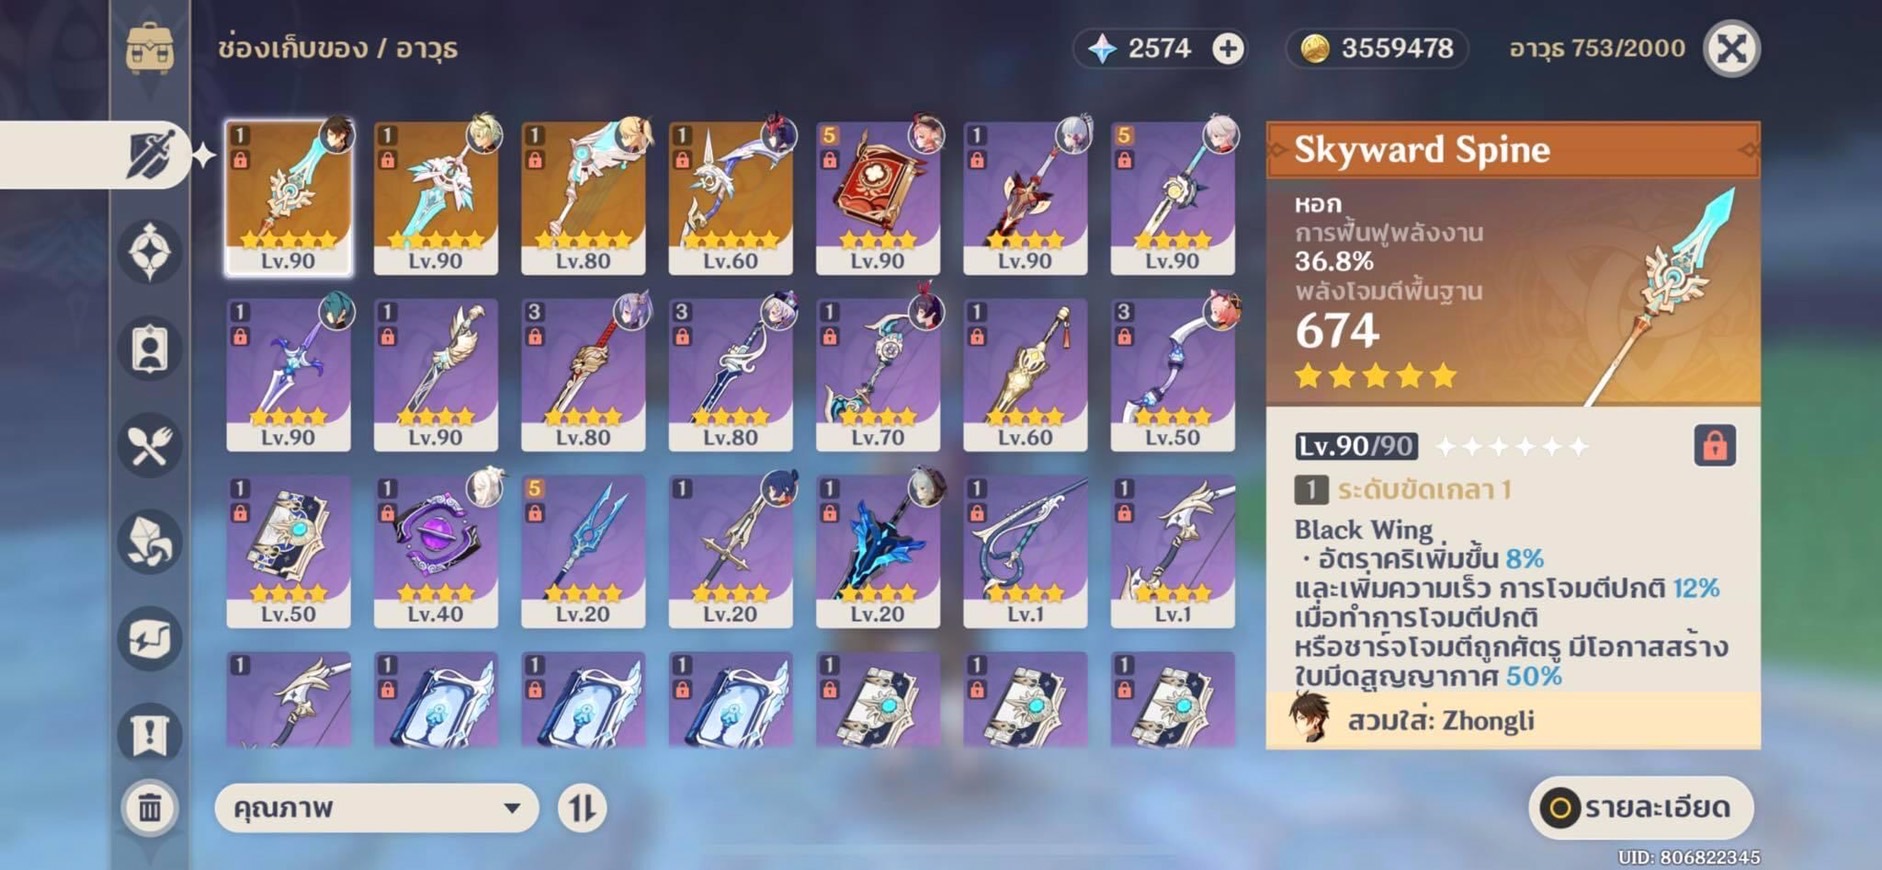 ช่องเก็บของ / อาวุธ
2574
3559478
อาวุธ 753/2000
1 1 1 1 5 1 5
Lv.90 Lv.90 Lv.80 Lv.60 Lv.90 Lv.90 Lv.90
1 1 3 3 1 1 3
Lv.90 Lv.90 Lv.80 Lv.80 Lv.70 Lv.60 Lv.50
1 1 5 1 1 1 1
Lv.50 Lv.40 Lv.20 Lv.20 Lv.20 Lv.1 Lv.1
1 1 1 1 1 1 1
คุณภาพ
Skyward Spine
หอก
การฟื้นฟูพลังงาน
36.8%
พลังโจมตีพื้นฐาน
674
Lv.90/90
1 ระดับขัดเกลา 1
Black Wing
· อัตราคริเพิ่มขึ้น 8%
และเพิ่มความเร็ว การโจมตีปกติ 12%
เมื่อทำการโจมตีปกติ
หรือชาร์จโจมตีถูกศัตรู มีโอกาสสร้าง
ใบมีดสูญญากาศ 50%
สวมใส่: Zhongli
รายละเอียด
UID: 806822345